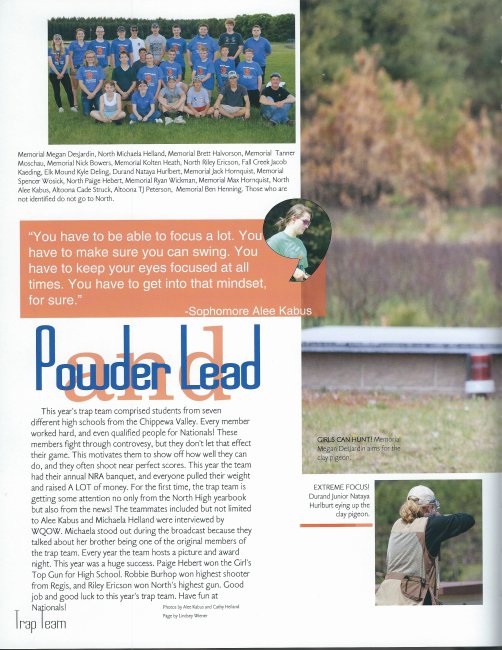 Memorial Megan Desjardin, North Michaela Helland, Memorial Brett Halvorson, Memorial Tanner
Moschau, Memorial Nick Bowers, Memorial Kolten Heath, North Riley Ericson, Fall Creek Jacob
Kaeding, Elk Mound Kyle Deling, Durand Nataya Hurlbert, Memorial Jack Hornquist, Memorial
Spencer Wosick, North Paige Hebert, Memorial Ryan Wickman, Memorial Max Hornquist, North
Alee Kabus, Altoona Cade Struck, Altoona TJ Peterson, Memorial Ben Henning. Those who are
not identified do not go to North.
“You have to be able to focus a lot. You
have to make sure you can swing. You
have to keep your eyes focused at all
times. You have to get into that mindset,
for sure.”
-Sophomore Alee Kabus
Powder and Lead
This year's trap team comprised students from seven
different high schools from the Chippewa Valley. Every member
worked hard, and even qualified people for Nationals! These
members fight through controvesy, but they don't let that effect
their game. This motivates them to show off how well they can
do, and they often shoot near perfect scores. This year the team
had their annual NRA banquet, and everyone pulled their weight
and raised A LOT of money. For the first time, the trap team is
getting some attention no only from the North High yearbook
but also from the news! The teammates included but not limited
to Alee Kabus and Michaela Helland were interviewed by
WQOW. Michaela stood out during the broadcast because they
talked about her brother being one of the original members of
the trap team. Every year the team hosts a picture and award
night. This year was a huge success. Paige Hebert won the Girl's
Top Gun for High School. Robbie Burhop won highest shooter
from Regis, and Riley Ericson won North's highest gun. Good
job and good luck to this year's trap team. Have fun at
Nationals!
Photos by Alee Kabus and Cathy Helland
Page by Lindsey Werner
Trap Team
GIRLS CAN HUNT! Memorial
Megan Desjardin aims for the
clay pigeon.
EXTREME FOCUS!
Durand Junior Nataya
Hurlburt eying up the
clay pigeon.